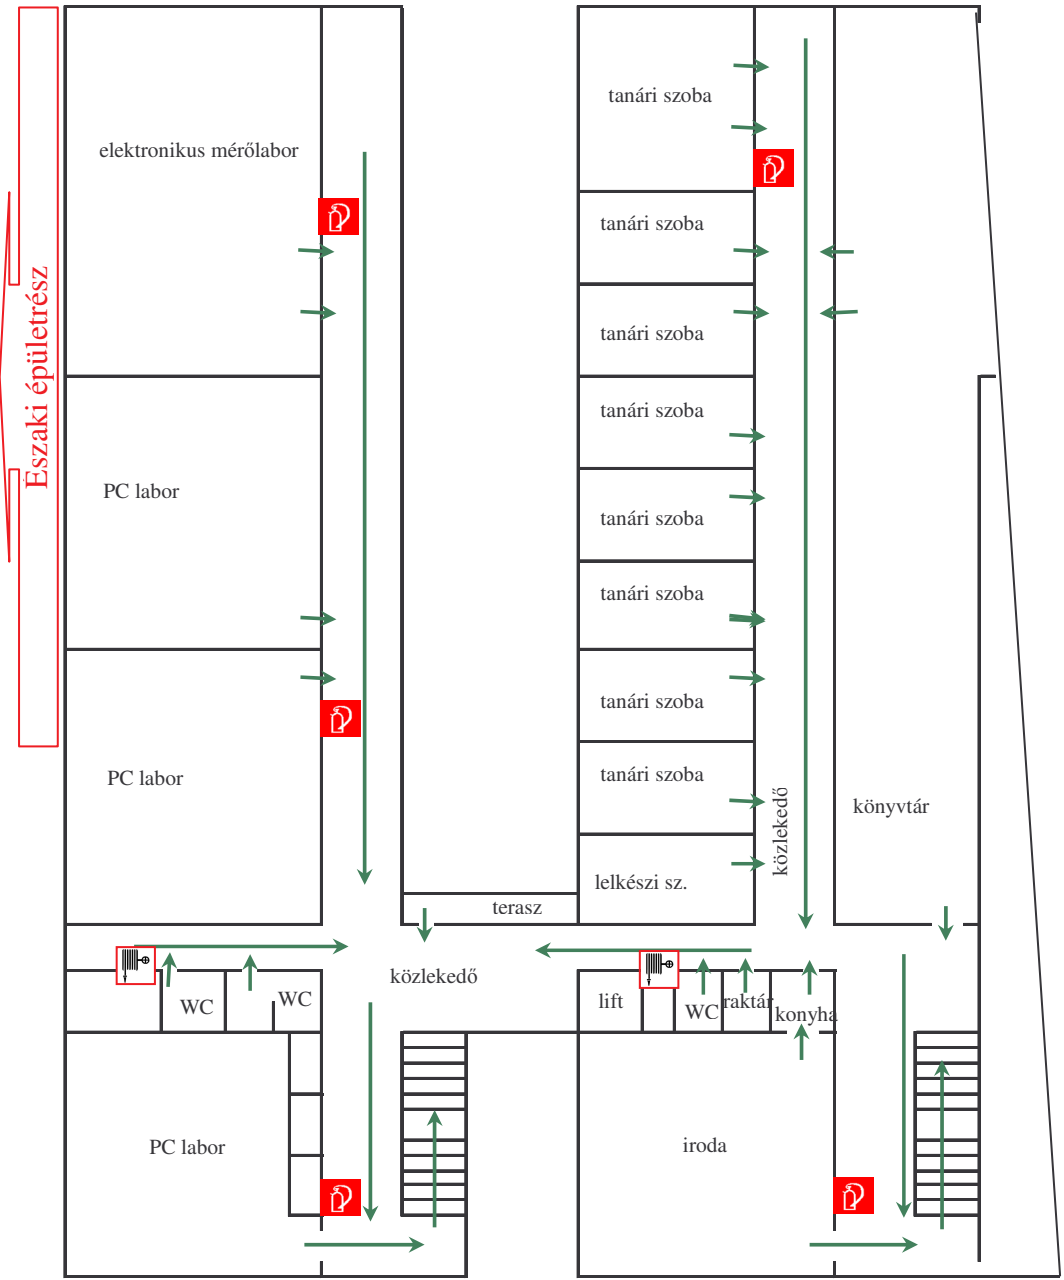 Északi épületrész
elektronikus mérőlabor
PC labor
PC labor
tanári szoba
tanári szoba
tanári szoba
tanári szoba
tanári szoba
tanári szoba
tanári szoba
tanári szoba
lelkészi sz.
közlekedő
könyvtár
terasz
közlekedő
WC
WC
lift
WC
raktár
konyha
PC labor
iroda